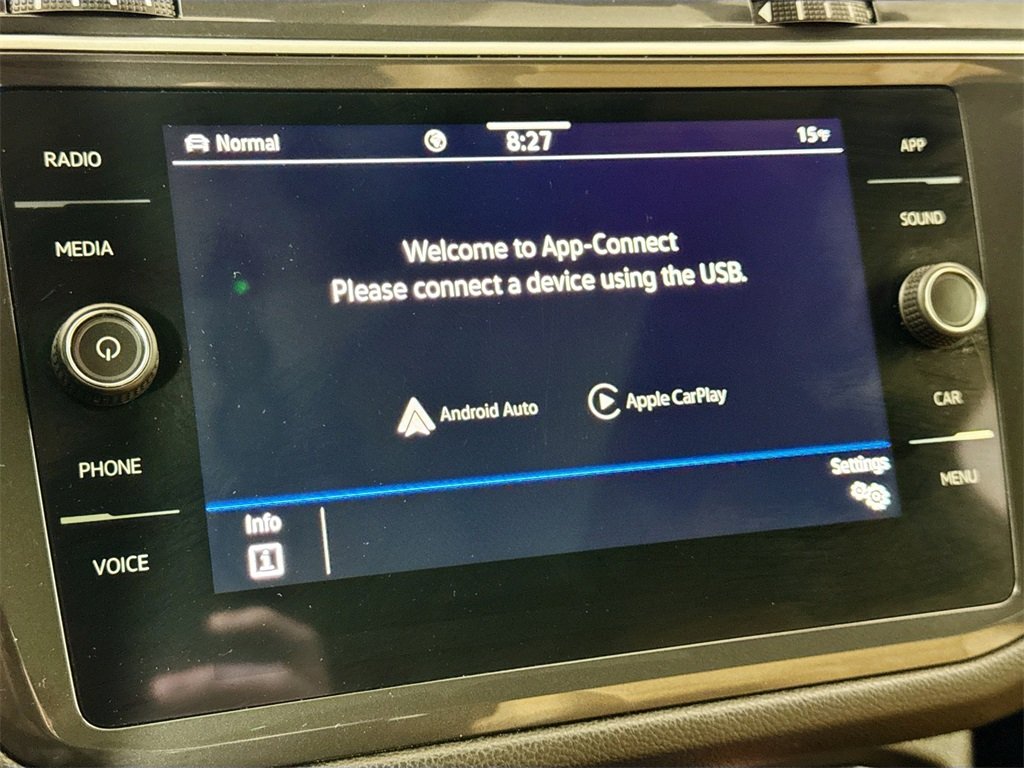 RADIO
MEDIA
PHONE
VOICE
Normal
8:27
15°F
Welcome to App-Connect
Please connect a device using the USB.
Android Auto
Apple CarPlay
Settings
Info
i
APP
SOUND
CAR
MENU